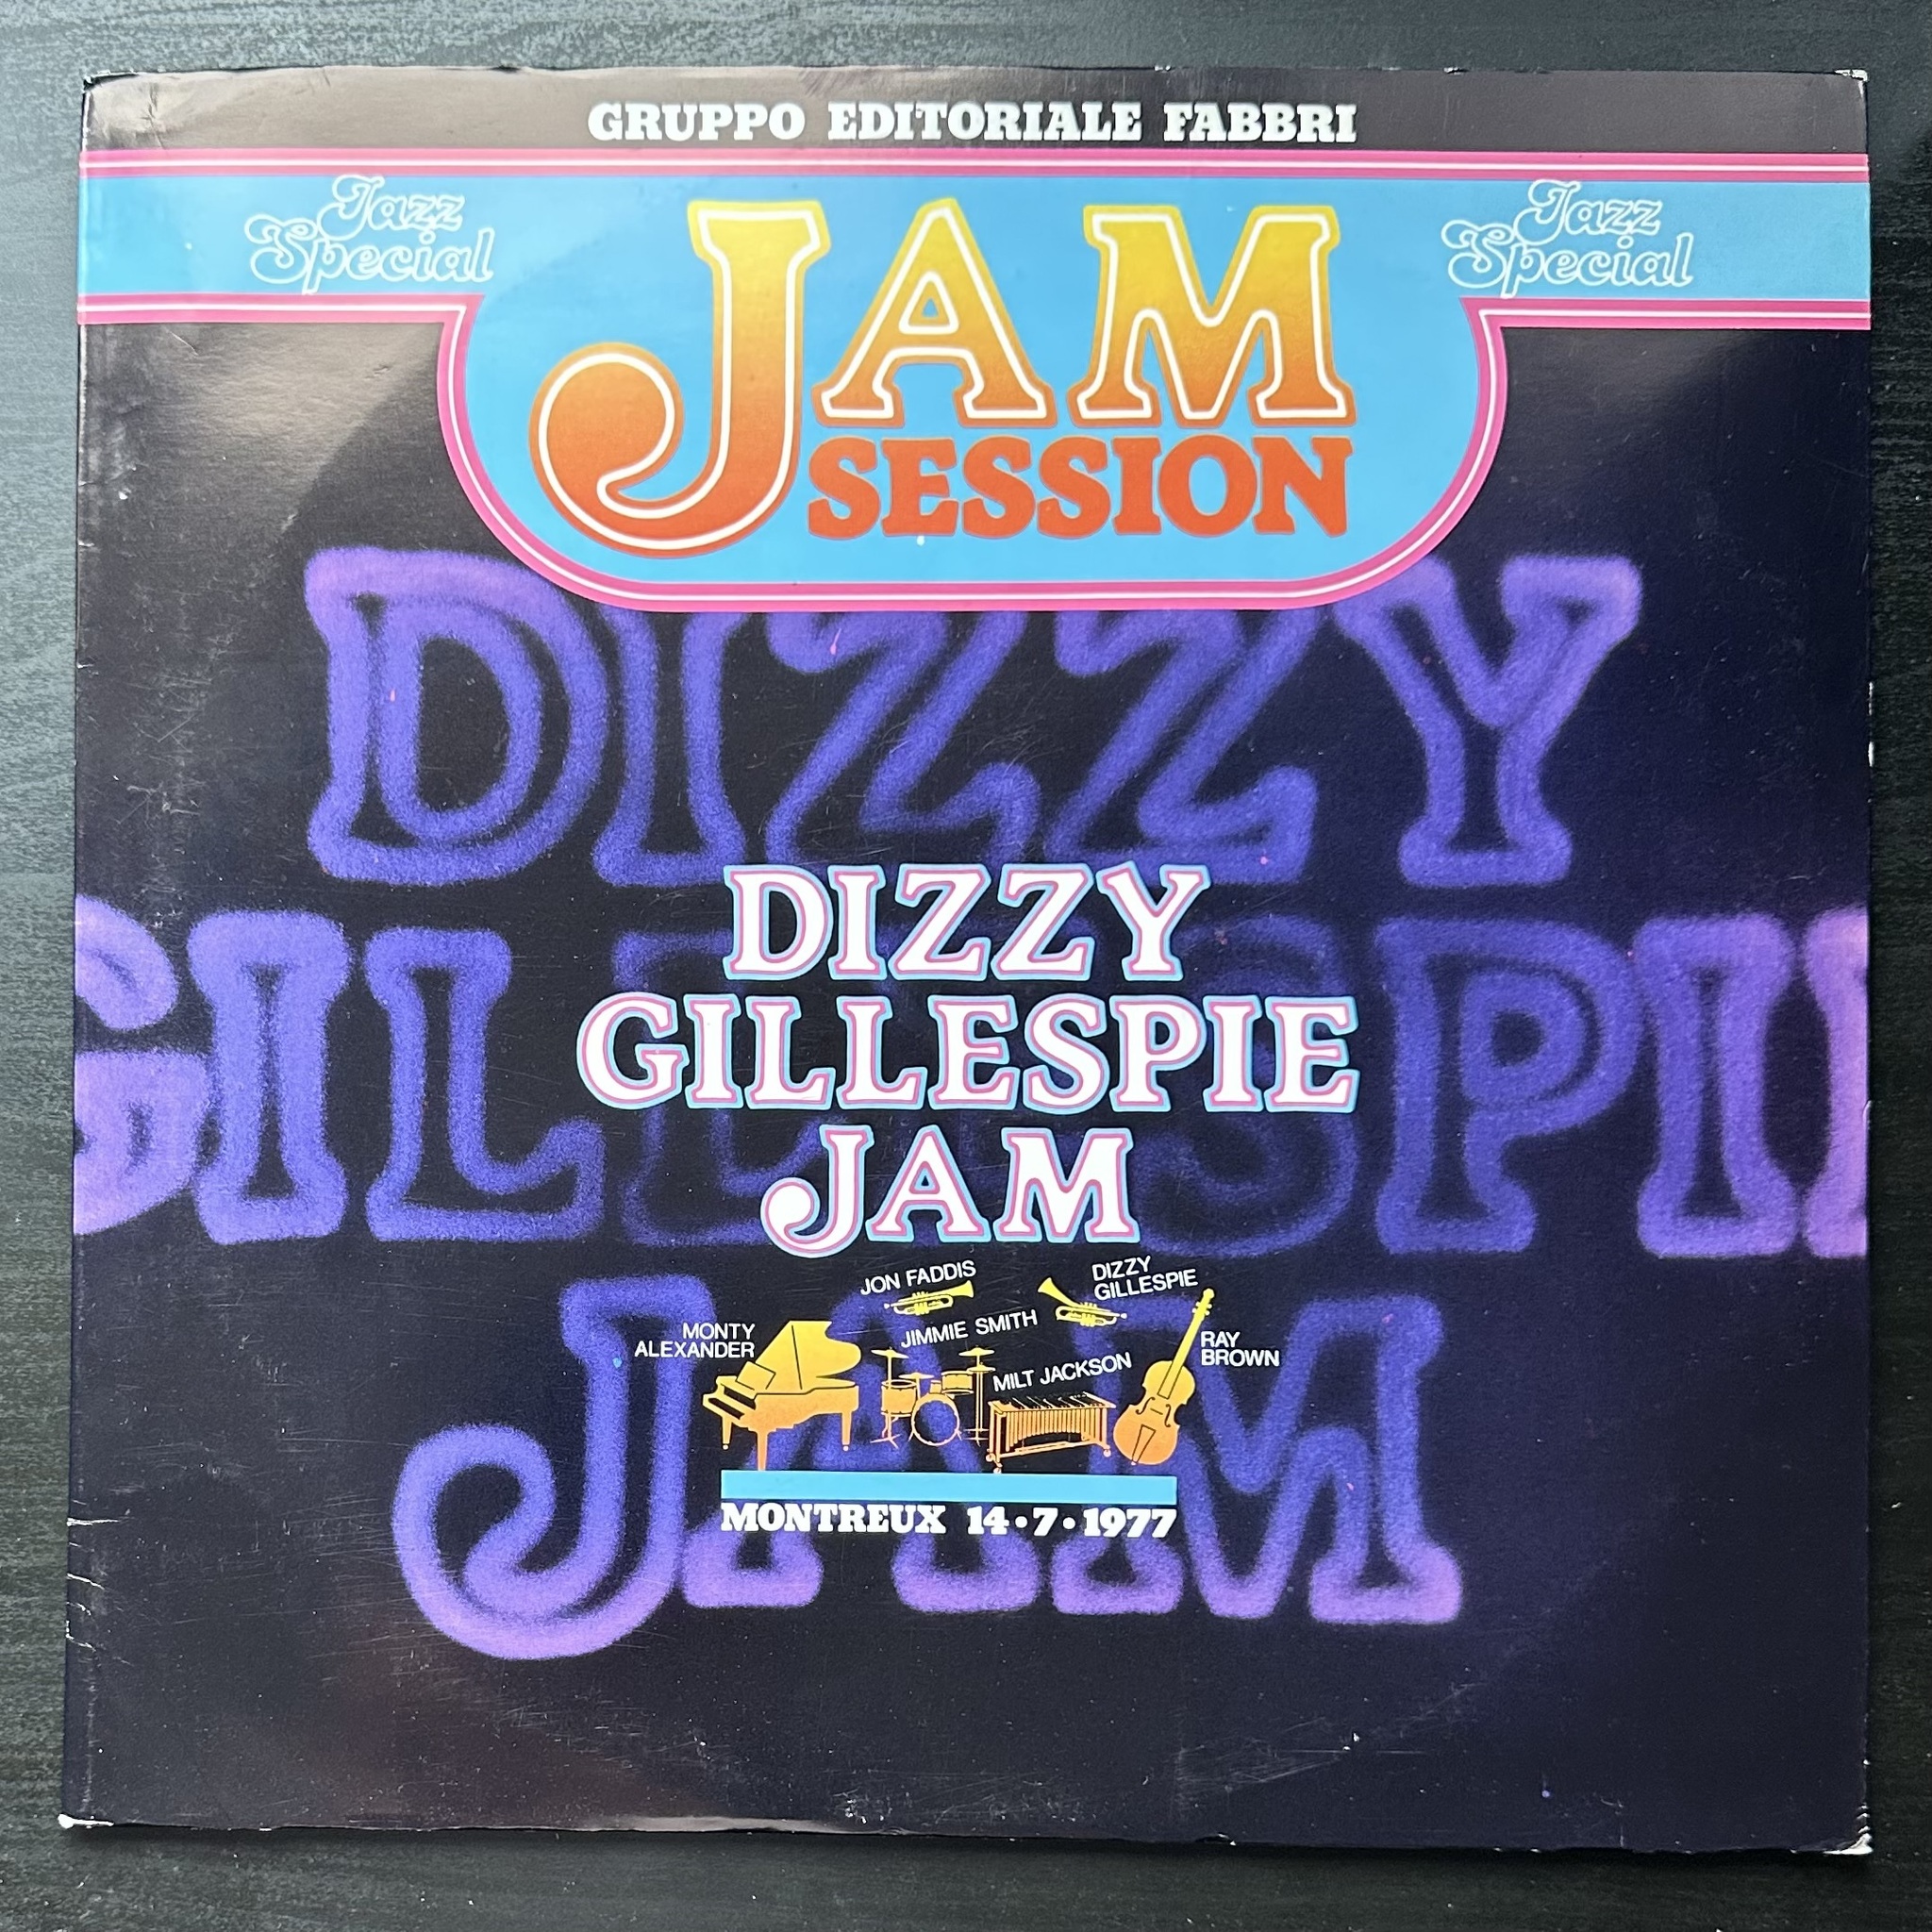 GRUPPO EDITORIALE FABBRI
Jazz
Special
Jazz
Special
JAM
SESSION
DIZZY
GILLESPIE
JAM
DIZZY
GILLESPIE
JAM
JON FADDIS
DIZZY
GILLESPIE
MONTY
ALEXANDER
JIMMIE SMITH
RAY
BROWN
MILT JACKSON
MONTREUX 14•7•1977